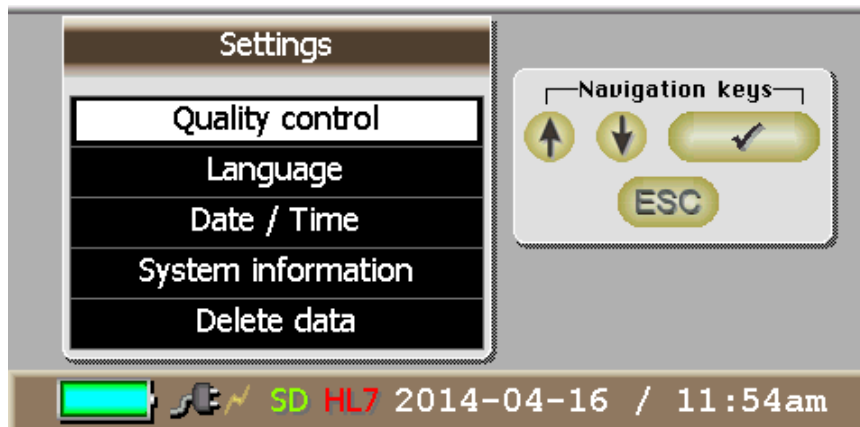 Settings
Quality control
Language
Date / Time
System information
Delete data
Navigation keys
ESC
SD HL7 2014-04-16 / 11:54am